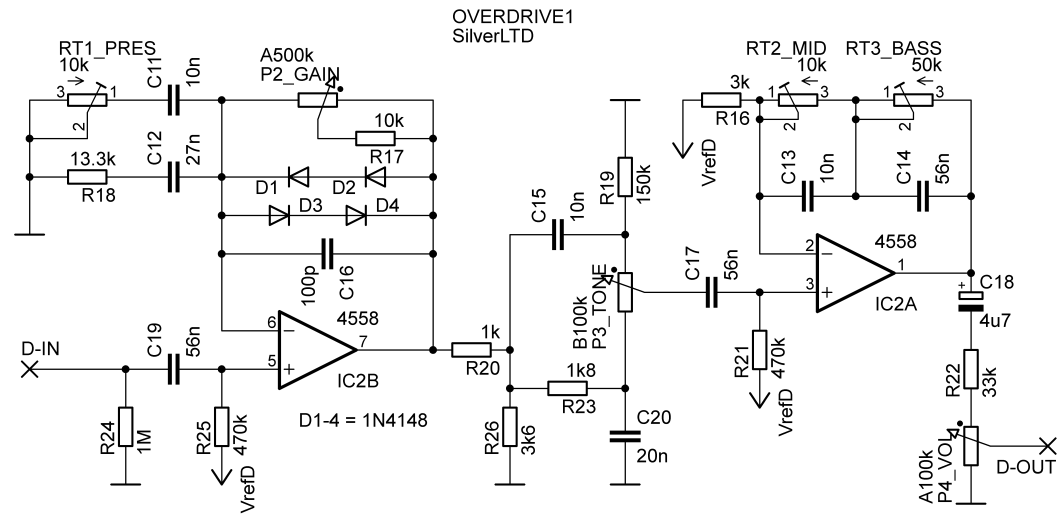 OVERDRIVE1
SilverLTD
RT1_PRES
10k
3
1
2
C11
10n
A500k
P2_GAIN
10k
R17
13.3k
R18
C12
27n
D1
D2
D3
D4
100p
C16
6
5
7
4558
IC2B
D-IN
C19
56n
R24
1M
R25
470k
VrefD
D1-4 = 1N4148
1k
R20
C15
10n
R19
150k
B100k
P3_TONE
1k8
R23
R26
3k6
C20
20n
C17
56n
R21
470k
VrefD
VrefD
3k
R16
RT2_MID
10k
1
3
2
RT3_BASS
50k
1
3
2
C13
10n
C14
56n
2
3
1
4558
IC2A
+
C18
4u7
R22
33k
A100k
P4_VOL
D-OUT